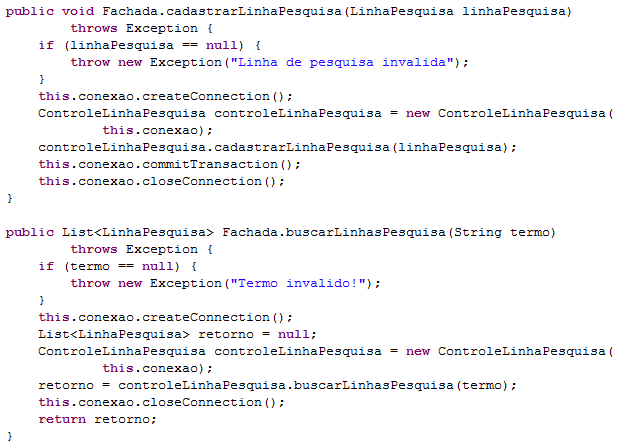 public void Fachada.cadastrarLinhaPesquisa(LinhaPesquisa linhaPesquisa)
        throws Exception {
    if (linhaPesquisa == null) {
        throw new Exception("Linha de pesquisa invalida");
    }
    this.conexao.createConnection();
    ControleLinhaPesquisa controleLinhaPesquisa = new ControleLinhaPesquisa(
            this.conexao);
    controleLinhaPesquisa.cadastrarLinhaPesquisa(linhaPesquisa);
    this.conexao.commitTransaction();
    this.conexao.closeConnection();
}

public List<LinhaPesquisa> Fachada.buscarLinhasPesquisa(String termo)
        throws Exception {
    if (termo == null) {
        throw new Exception("Termo invalido!");
    }
    this.conexao.createConnection();
    List<LinhaPesquisa> retorno = null;
    ControleLinhaPesquisa controleLinhaPesquisa = new ControleLinhaPesquisa(
            this.conexao);
    retorno = controleLinhaPesquisa.buscarLinhasPesquisa(termo);
    this.conexao.closeConnection();
    return retorno;
}